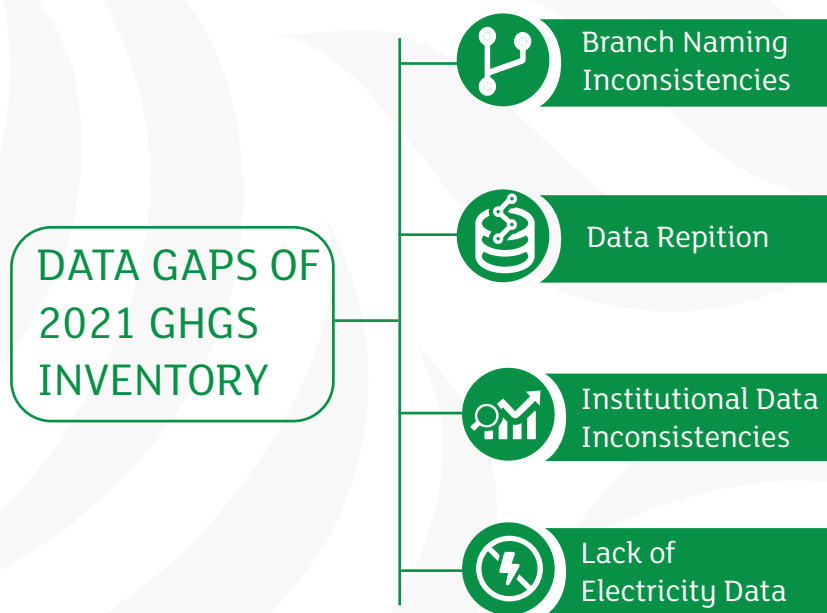 DATA GAPS OF
2021 GHGS
INVENTORY
Branch Naming
Inconsistencies
Data Repition
Institutional Data
Inconsistencies
Lack of
Electricity Data